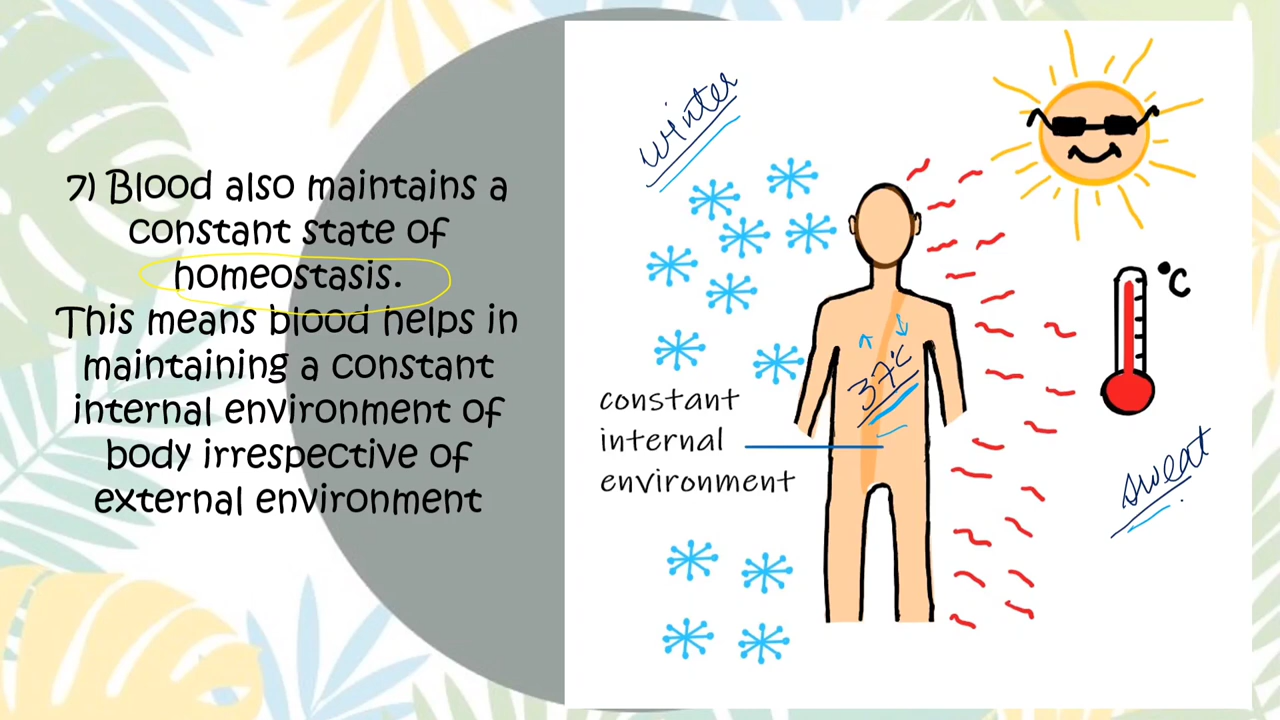 7) Blood also maintains a
constant state of
homeostasis.
This means blood helps in
maintaining a constant
internal environment of
body irrespective of
external environment
winter
°C
37°C
constant
internal
environment
sweat